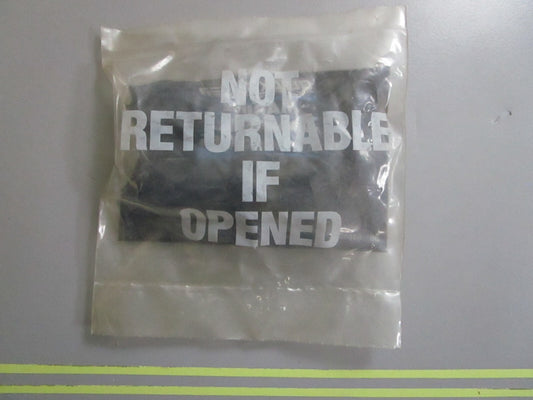 NOT
RETURNABLE
IF
OPENED